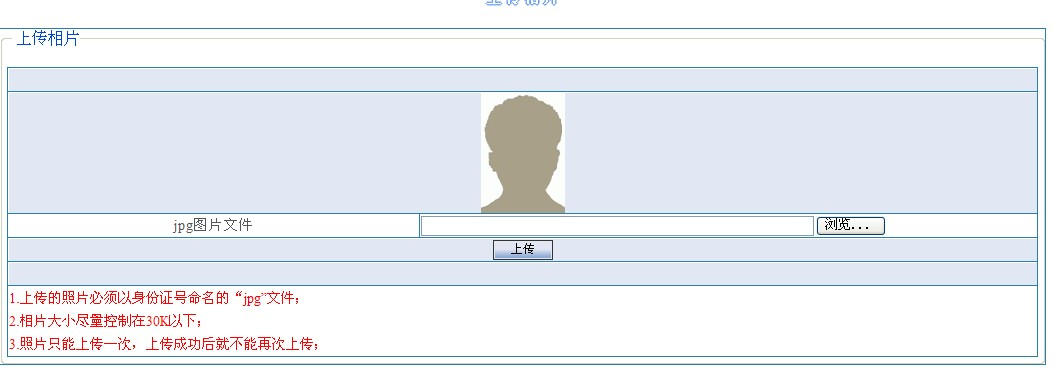 上传相片
jpg图片文件
浏览...
上传
1.上传的照片必须以身份证号命名的“jpg”文件；
2.相片大小尽量控制在30K以下；
3.照片只能上传一次，上传成功后就不能再次上传；